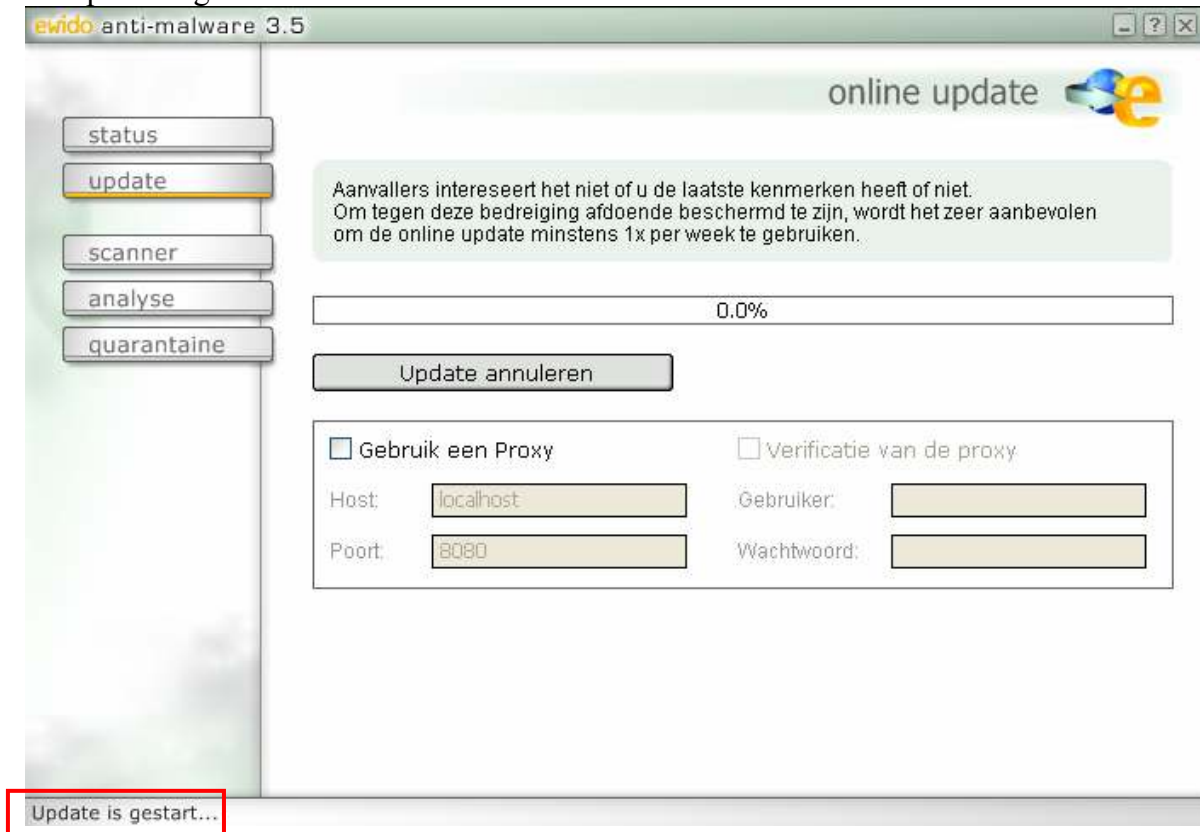 ewido anti-malware 3.5
online update
status
update
scanner
analyse
quarantaine
Aanvallers intereseert het niet of u de laatste kenmerken heeft of niet.
Om tegen deze bedreiging afdoende beschermd te zijn, wordt het zeer aanbevolen
om de online update minstens 1x per week te gebruiken.
0.0%
Update annuleren
Gebruik een Proxy
Verificatie van de proxy
Host: localhost
Gebruiker:
Poort: 8080
Wachtwoord:
Update is gestart...